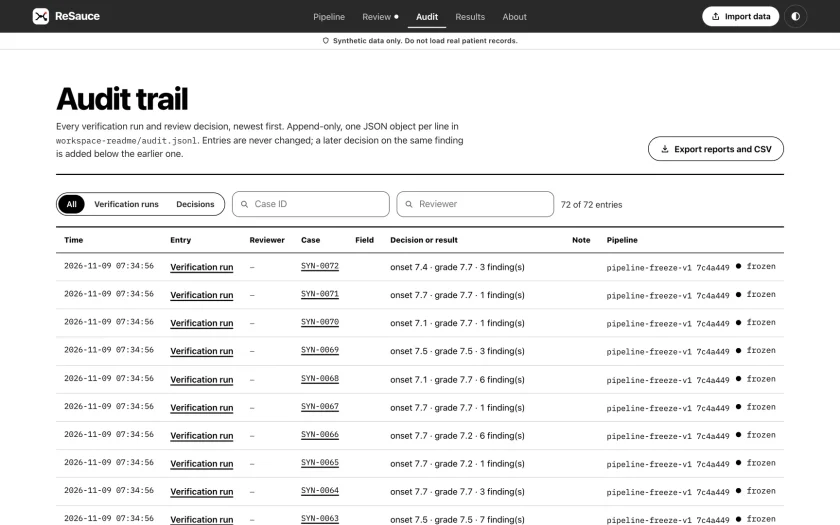 ReSauce
Pipeline Review Audit Results About
Import data
Synthetic data only. Do not load real patient records.
Audit trail
Every verification run and review decision, newest first. Append-only, one JSON object per line in
workspace-readme/audit.jsonl. Entries are never changed; a later decision on the same finding
is added below the earlier one.
Export reports and CSV
All Verification runs Decisions Case ID Reviewer 72 of 72 entries
Time Entry Reviewer Case Field Decision or result Note Pipeline
2026-11-09 07:34:56 Verification run – SYN-0072 onset 7.4 · grade 7.7 · 3 finding(s) pipeline-freeze-v1 7c4a449 ● frozen
2026-11-09 07:34:56 Verification run – SYN-0071 onset 7.7 · grade 7.7 · 1 finding(s) pipeline-freeze-v1 7c4a449 ● frozen
2026-11-09 07:34:56 Verification run – SYN-0070 onset 7.1 · grade 7.7 · 1 finding(s) pipeline-freeze-v1 7c4a449 ● frozen
2026-11-09 07:34:56 Verification run – SYN-0069 onset 7.5 · grade 7.5 · 3 finding(s) pipeline-freeze-v1 7c4a449 ● frozen
2026-11-09 07:34:56 Verification run – SYN-0068 onset 7.1 · grade 7.7 · 6 finding(s) pipeline-freeze-v1 7c4a449 ● frozen
2026-11-09 07:34:56 Verification run – SYN-0067 onset 7.7 · grade 7.7 · 1 finding(s) pipeline-freeze-v1 7c4a449 ● frozen
2026-11-09 07:34:56 Verification run – SYN-0066 onset 7.7 · grade 7.2 · 6 finding(s) pipeline-freeze-v1 7c4a449 ● frozen
2026-11-09 07:34:56 Verification run – SYN-0065 onset 7.7 · grade 7.2 · 1 finding(s) pipeline-freeze-v1 7c4a449 ● frozen
2026-11-09 07:34:56 Verification run – SYN-0064 onset 7.7 · grade 7.7 · 3 finding(s) pipeline-freeze-v1 7c4a449 ● frozen
2026-11-09 07:34:56 Verification run – SYN-0063 onset 7.5 · grade 7.5 · 7 finding(s) pipeline-freeze-v1 7c4a449 ● frozen